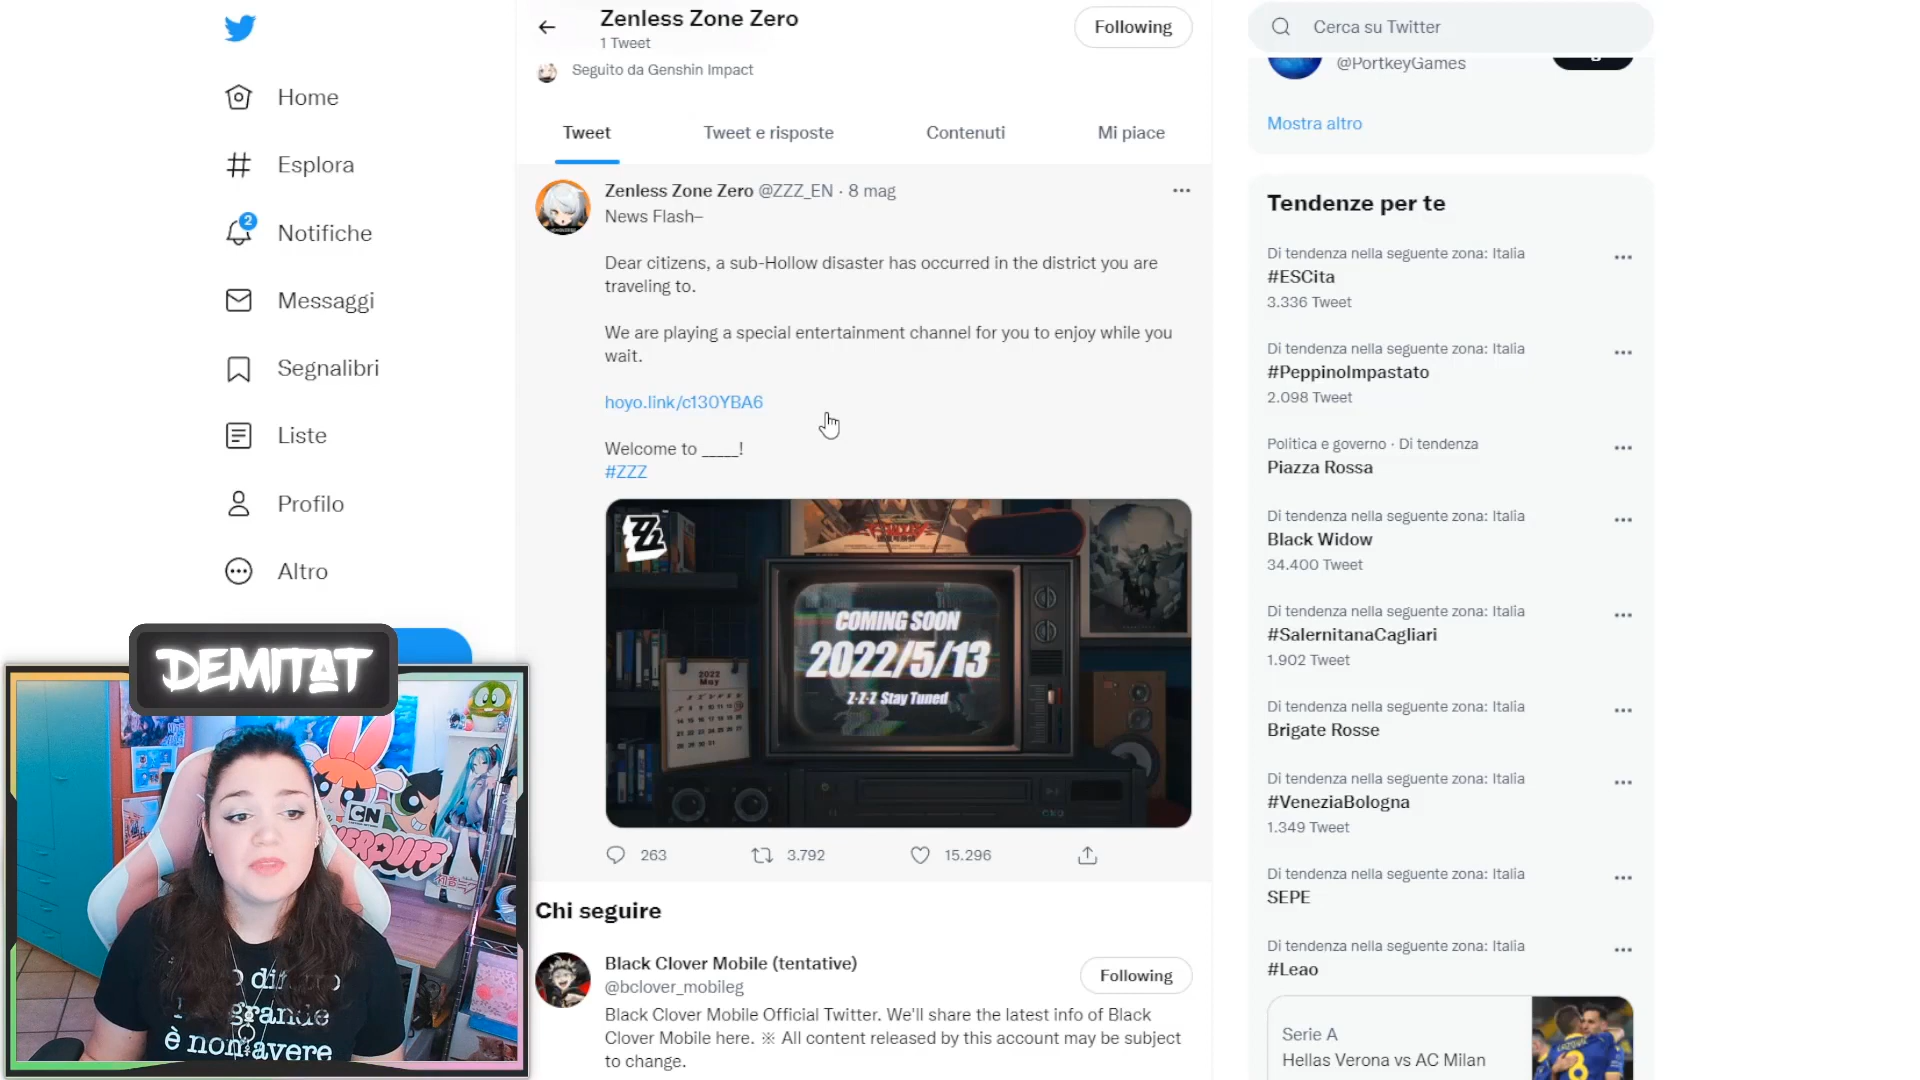 Home
Esplora
2
Notifiche
Messaggi
Segnalibri
Liste
Profilo
Altro
DEMITAT
CN
è non avere
Zenless Zone Zero
1 Tweet
Following
Seguito da Genshin Impact
Tweet
Tweet e risposte
Contenuti
Mi piace
Zenless Zone Zero @ZZZ_EN · 8 mag
News Flash–
Dear citizens, a sub-Hollow disaster has occurred in the district you are
traveling to.
We are playing a special entertainment channel for you to enjoy while you
wait.
hoyo.link/c13OYBA6
Welcome to _____!
#ZZZ
COMING SOON
2022/5/13
Z·Z·Z Stay Tuned
2022
May
263
3.792
15.296
Chi seguire
Black Clover Mobile (tentative)
@bclover_mobileg
Following
Black Clover Mobile Official Twitter. We'll share the latest info of Black
Clover Mobile here. ※ All content released by this account may be subject
to change.
Cerca su Twitter
@PortkeyGames
Mostra altro
Tendenze per te
Di tendenza nella seguente zona: Italia
#ESCita
3.336 Tweet
Di tendenza nella seguente zona: Italia
#PeppinoImpastato
2.098 Tweet
Politica e governo · Di tendenza
Piazza Rossa
Di tendenza nella seguente zona: Italia
Black Widow
34.400 Tweet
Di tendenza nella seguente zona: Italia
#SalernitanaCagliari
1.902 Tweet
Di tendenza nella seguente zona: Italia
Brigate Rosse
Di tendenza nella seguente zona: Italia
#VeneziaBologna
1.349 Tweet
Di tendenza nella seguente zona: Italia
SEPE
Di tendenza nella seguente zona: Italia
#Leao
Serie A
Hellas Verona vs AC Milan
8